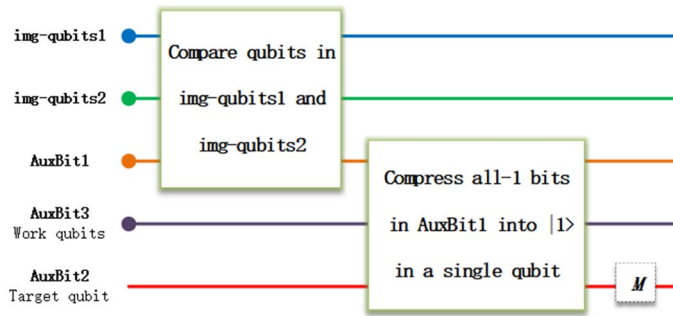 img-qubits1
img-qubits2
AuxBit1
AuxBit3
Work qubits
AuxBit2
Target qubit
Compare qubits in
img-qubits1 and
img-qubits2
Compress all-1 bits
in AuxBit1 into |1>
in a single qubit
M